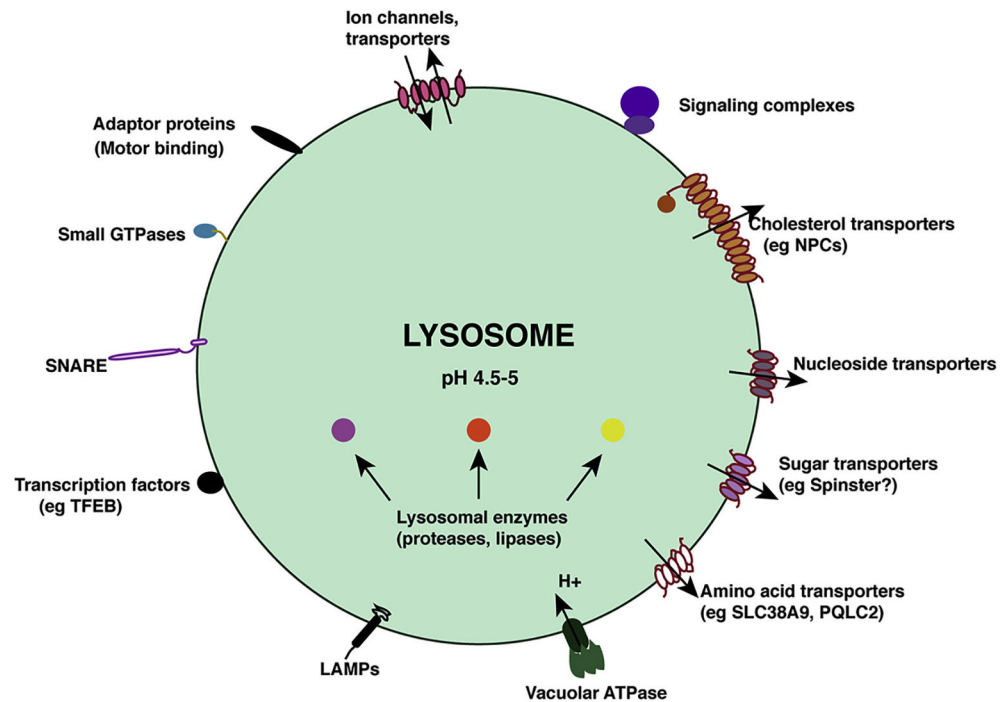 Ion channels,
transporters
Signaling complexes
Adaptor proteins
(Motor binding)
Cholesterol transporters
(eg NPCs)
Small GTPases
LYSOSOME
pH 4.5-5
SNARE
Nucleoside transporters
Sugar transporters
(eg Spinster?)
Transcription factors
(eg TFEB)
Lysosomal enzymes
(proteases, lipases)
H+
Amino acid transporters
(eg SLC38A9, PQLC2)
LAMPs
Vacuolar ATPase